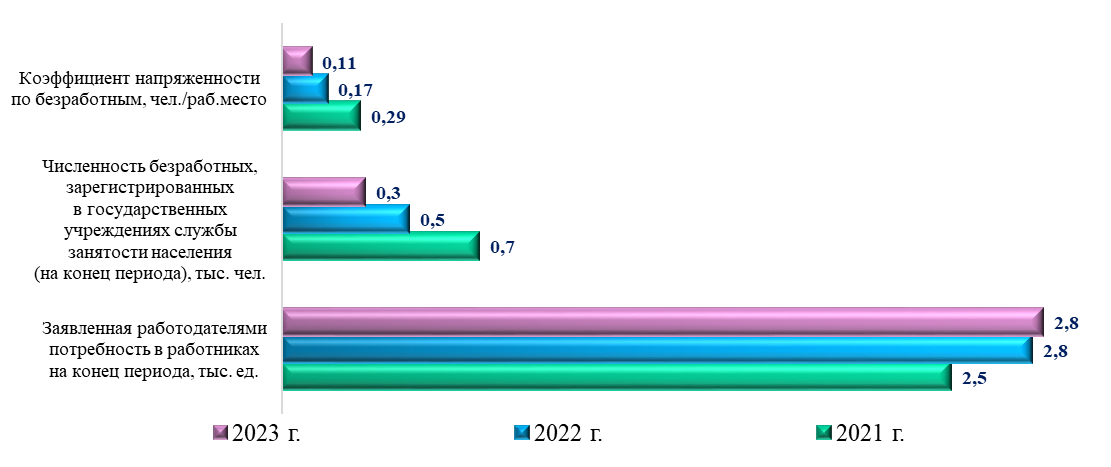 Коэффициент напряженности
по безработным, чел./раб.место
0,11
0,17
0,29
Численность безработных,
зарегистрированных
в государственных
учреждениях службы
занятости населения
(на конец периода), тыс. чел.
0,3
0,5
0,7
Заявленная работодателями
потребность в работниках
на конец периода, тыс. ед.
2,8
2,8
2,5
2023 г.
2022 г.
2021 г.